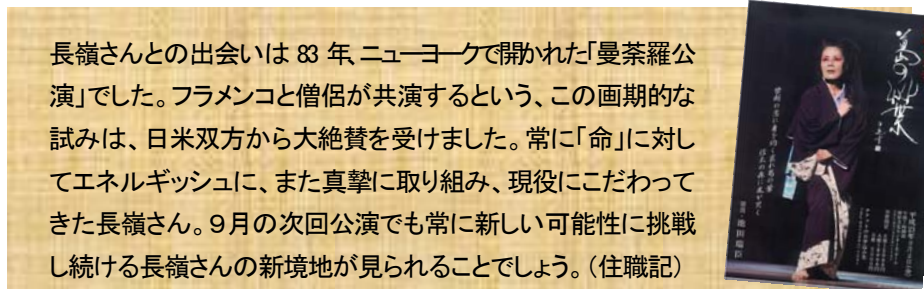 長嶺さんとの出会いは 83 年、ニューヨークで開かれた「曼荼羅公
演」でした。フラメンコと僧侶が共演するという、この画期的な
試みは、日米双方から大絶賛を受けました。常に「命」に対し
てエネルギッシュに、また真摯に取り組み、現役にこだわって
きた長嶺さん。９月の次回公演でも常に新しい可能性に挑戦
し続ける長嶺さんの新境地が見られることでしょう。（住職記）